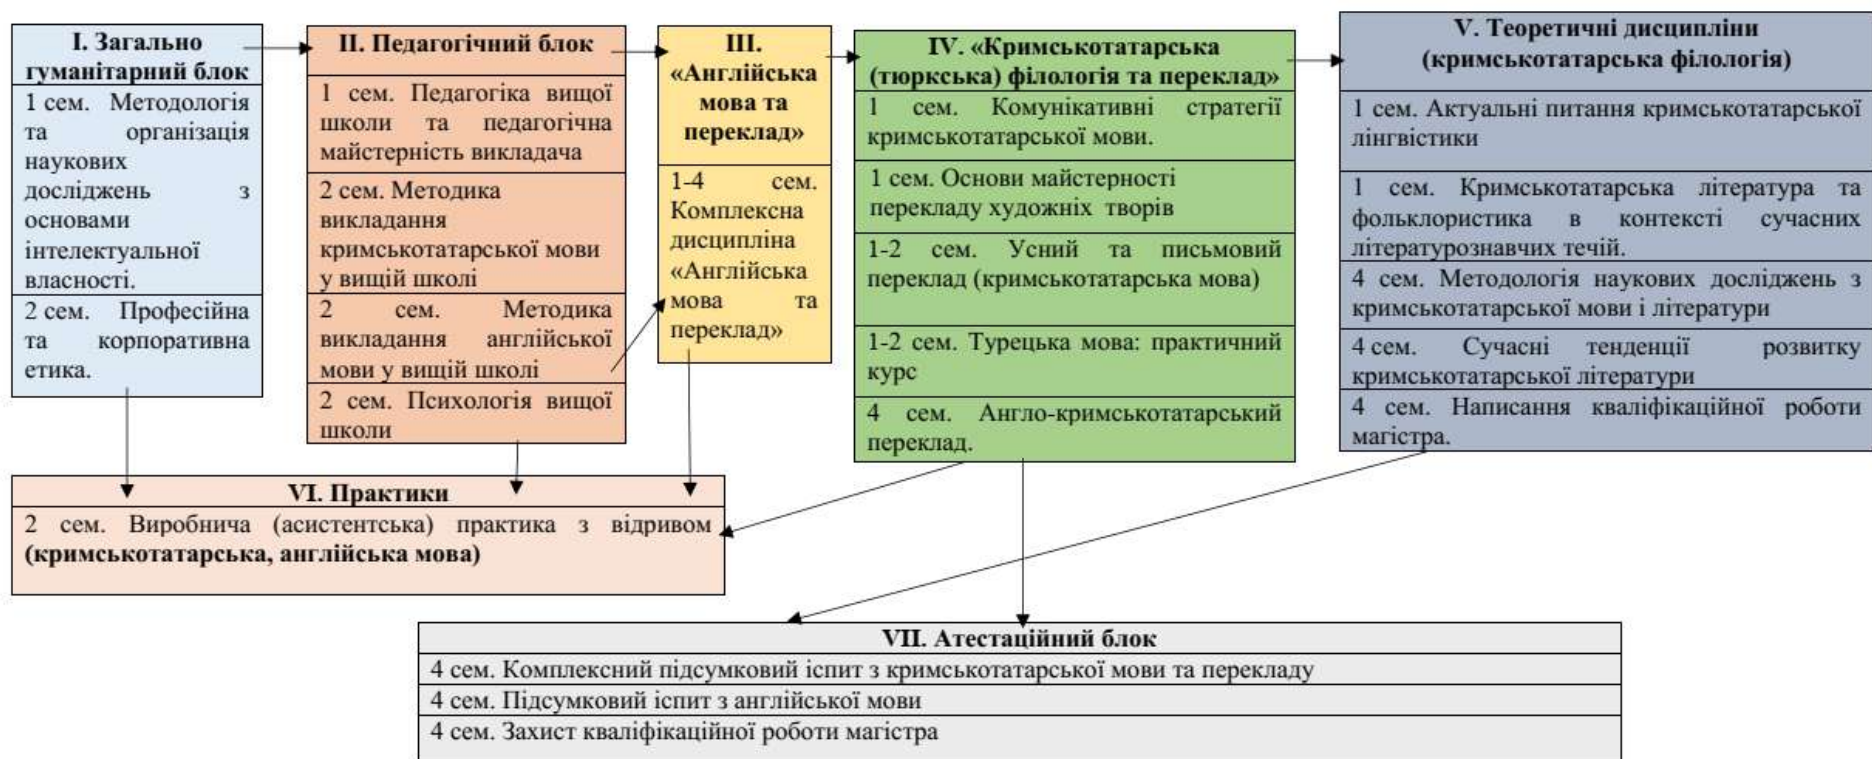 І. Загально
гуманітарний блок
1 сем. Методологія
та організація
наукових
досліджень з
основами
інтелектуальної
власності.
2 сем. Професійна
та корпоративна
етика.
ІІ. Педагогічний блок
1 сем. Педагогіка вищої
школи та педагогічна
майстерність викладача
2 сем. Методика
викладання
кримськотатарської мови
у вищій школі
2 сем. Методика
викладання англійської
мови у вищій школі
2 сем. Психологія вищої
школи
ІІІ.
«Англійська
мова та
переклад»
1-4 сем.
Комплексна
дисципліна
«Англійська
мова та
переклад»
IV. «Кримськотатарська
(тюркська) філологія та переклад»
1 сем. Комунікативні стратегії
кримськотатарської мови.
1 сем. Основи майстерності
перекладу художніх творів
1-2 сем. Усний та письмовий
переклад (кримськотатарська мова)
1-2 сем. Турецька мова: практичний
курс
4 сем. Англо-кримськотатарський
переклад.
V. Теоретичні дисципліни
(кримськотатарська філологія)
1 сем. Актуальні питання кримськотатарської
лінгвістики
1 сем. Кримськотатарська література та
фольклористика в контексті сучасних
літературознавчих течій.
4 сем. Методологія наукових досліджень з
кримськотатарської мови і літератури
4 сем. Сучасні тенденції розвитку
кримськотатарської літератури
4 сем. Написання кваліфікаційної роботи
магістра.
VI. Практики
2 сем. Виробнича (асистентська) практика з відривом
(кримськотатарська, англійська мова)
VII. Атестаційний блок
4 сем. Комплексний підсумковий іспит з кримськотатарської мови та перекладу
4 сем. Підсумковий іспит з англійської мови
4 сем. Захист кваліфікаційної роботи магістра